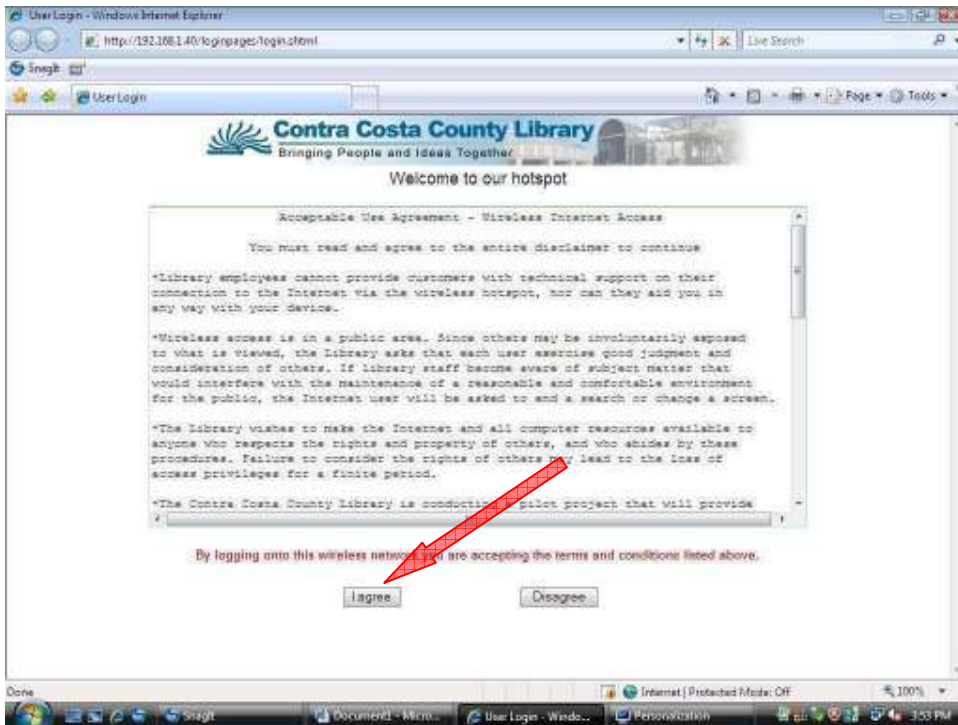 User Login - Windows Internet Explorer
http://192.168.1.40/loginpages/login.shtml
Live Search
SnagIt
User Login
Page Tools
Contra Costa County Library
Bringing People and Ideas Together
Welcome to our hotspot
Acceptable Use Agreement - Wireless Internet Access
You must read and agree to the entire disclaimer to continue
*Library employees cannot provide customers with technical support on their
connection to the Internet via the wireless hotspot, nor can they aid you in
any way with your device.
*Wireless access is in a public area. Since others may be involuntarily exposed
to what is viewed, the Library asks that each user exercise good judgment and
consideration of others. If library staff become aware of subject matter that
would interfere with the maintenance of a reasonable and comfortable environment
for the public, the Internet user will be asked to end a search or change a screen.
*The Library wishes to make the Internet and all computer resources available to
anyone who respects the rights and property of others, and who abides by these
procedures. Failure to consider the rights of others may lead to the loss of
access privileges for a finite period.
*The Contra Costa County Library is conducting pilot project that will provide
By logging onto this wireless network you are accepting the terms and conditions listed above.
I agree Disagree
Done Internet | Protected Mode: Off 100%
SnagIt Document1 - Micro... User Login - Windo... Personalization 3:53 PM